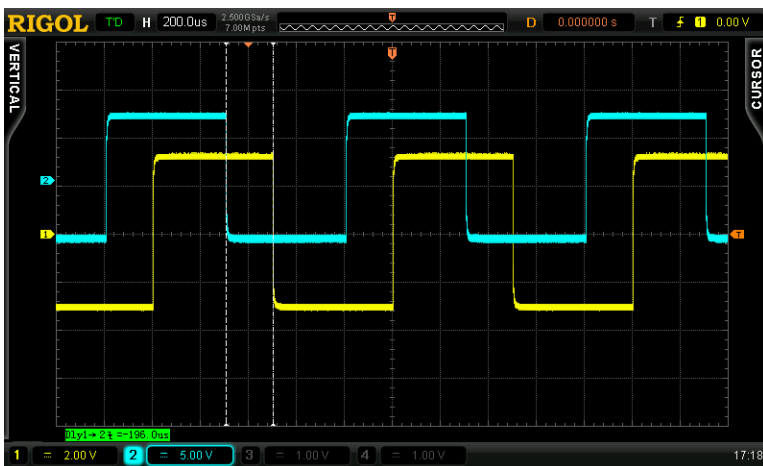 RIGOL T'D H 200.0us 2.500GSa/s 7.00Mpts T D 0.000000 s T 1 0.00 V
VERTICAL
CURSOR
T
2
1
T
Dly1→2 =-196.0us
1 = 2.00 V 2 = 5.00 V 3 = 1.00 V 4 = 1.00 V 17:18